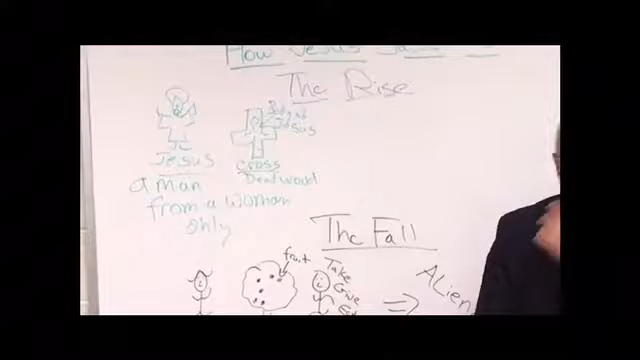 How Jesus
The Rise
Jesus
a man
from a woman
only
cross
Dead wood
The Fall
fruit
Take
Give
Alien